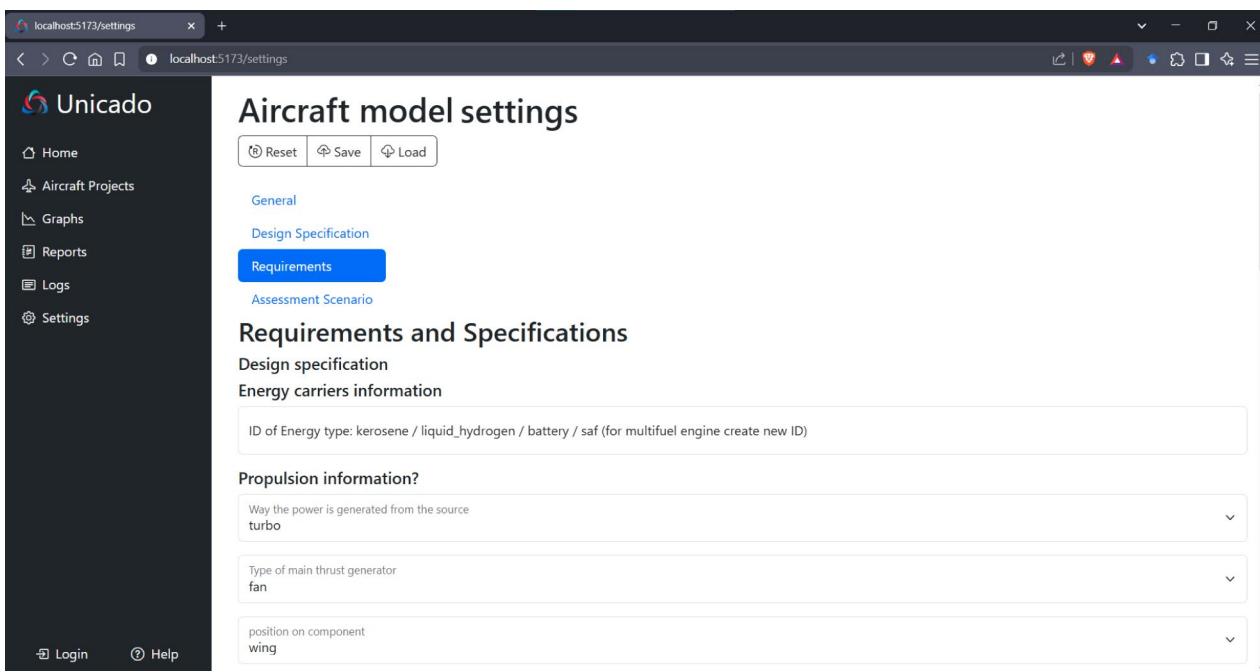 localhost:5173/settings
localhost:5173/settings
Unicado
Home
Aircraft Projects
Graphs
Reports
Logs
Settings
Login
Help
Aircraft model settings
Reset
Save
Load
General
Design Specification
Requirements
Assessment Scenario
Requirements and Specifications
Design specification
Energy carriers information
ID of Energy type: kerosene / liquid_hydrogen / battery / saf (for multifuel engine create new ID)
Propulsion information?
Way the power is generated from the source
turbo
Type of main thrust generator
fan
position on component
wing